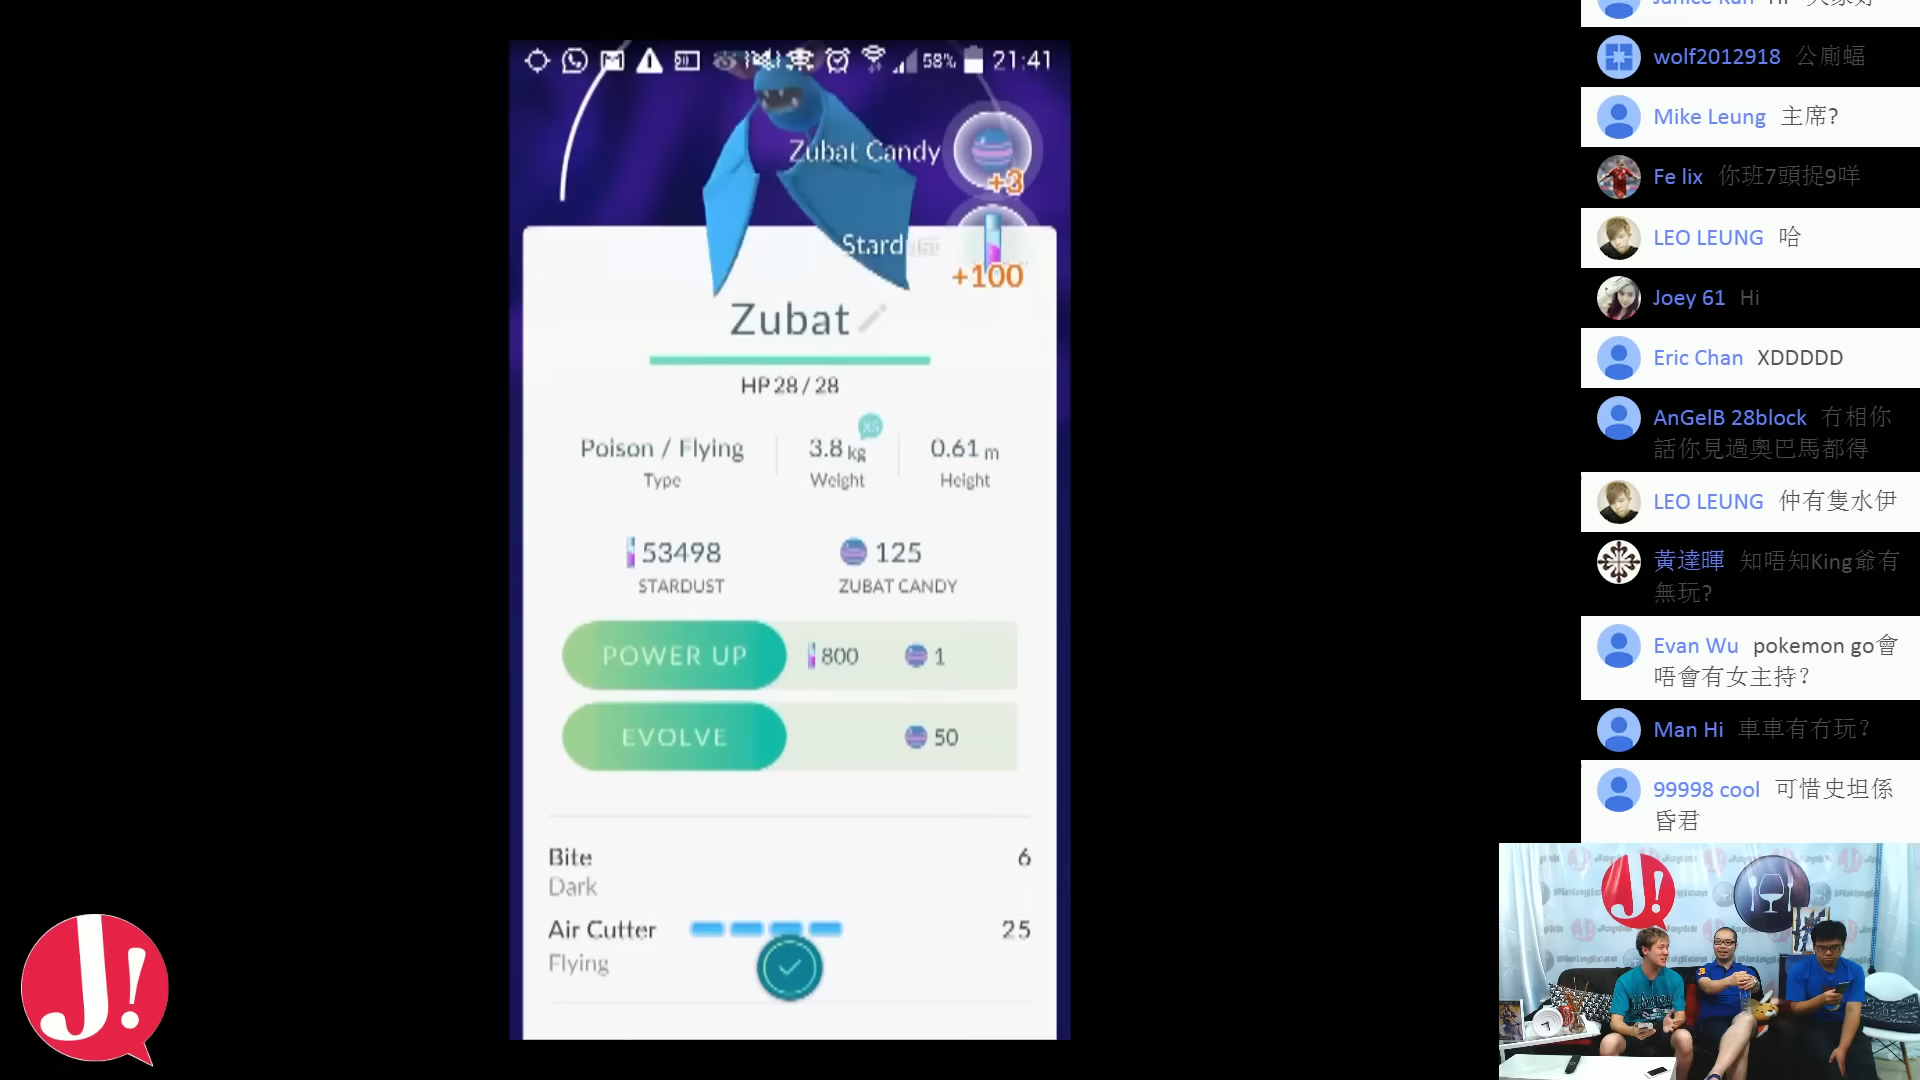 58% 21:41
Zubat Candy
+3
Stardust
+100
Zubat
HP 28 / 28
XS
Poison / Flying
Type
3.8 kg
Weight
0.61 m
Height
53498
STARDUST
125
ZUBAT CANDY
POWER UP
800
1
EVOLVE
50
Bite
6
Dark
Air Cutter
25
Flying
wolf2012918 公廁蝠
Mike Leung 主席?
Fe lix 你班7頭捉9咩
LEO LEUNG 哈
Joey 61 Hi
Eric Chan XDDDDD
AnGelB 28block 冇相你
話你見過奧巴馬都得
LEO LEUNG 仲有隻水伊
黃達暉 知唔知King爺有
無玩?
Evan Wu pokemon go會
唔會有女主持?
Man Hi 車車有冇玩?
99998 cool 可惜史坦係
昏君
J!
J!